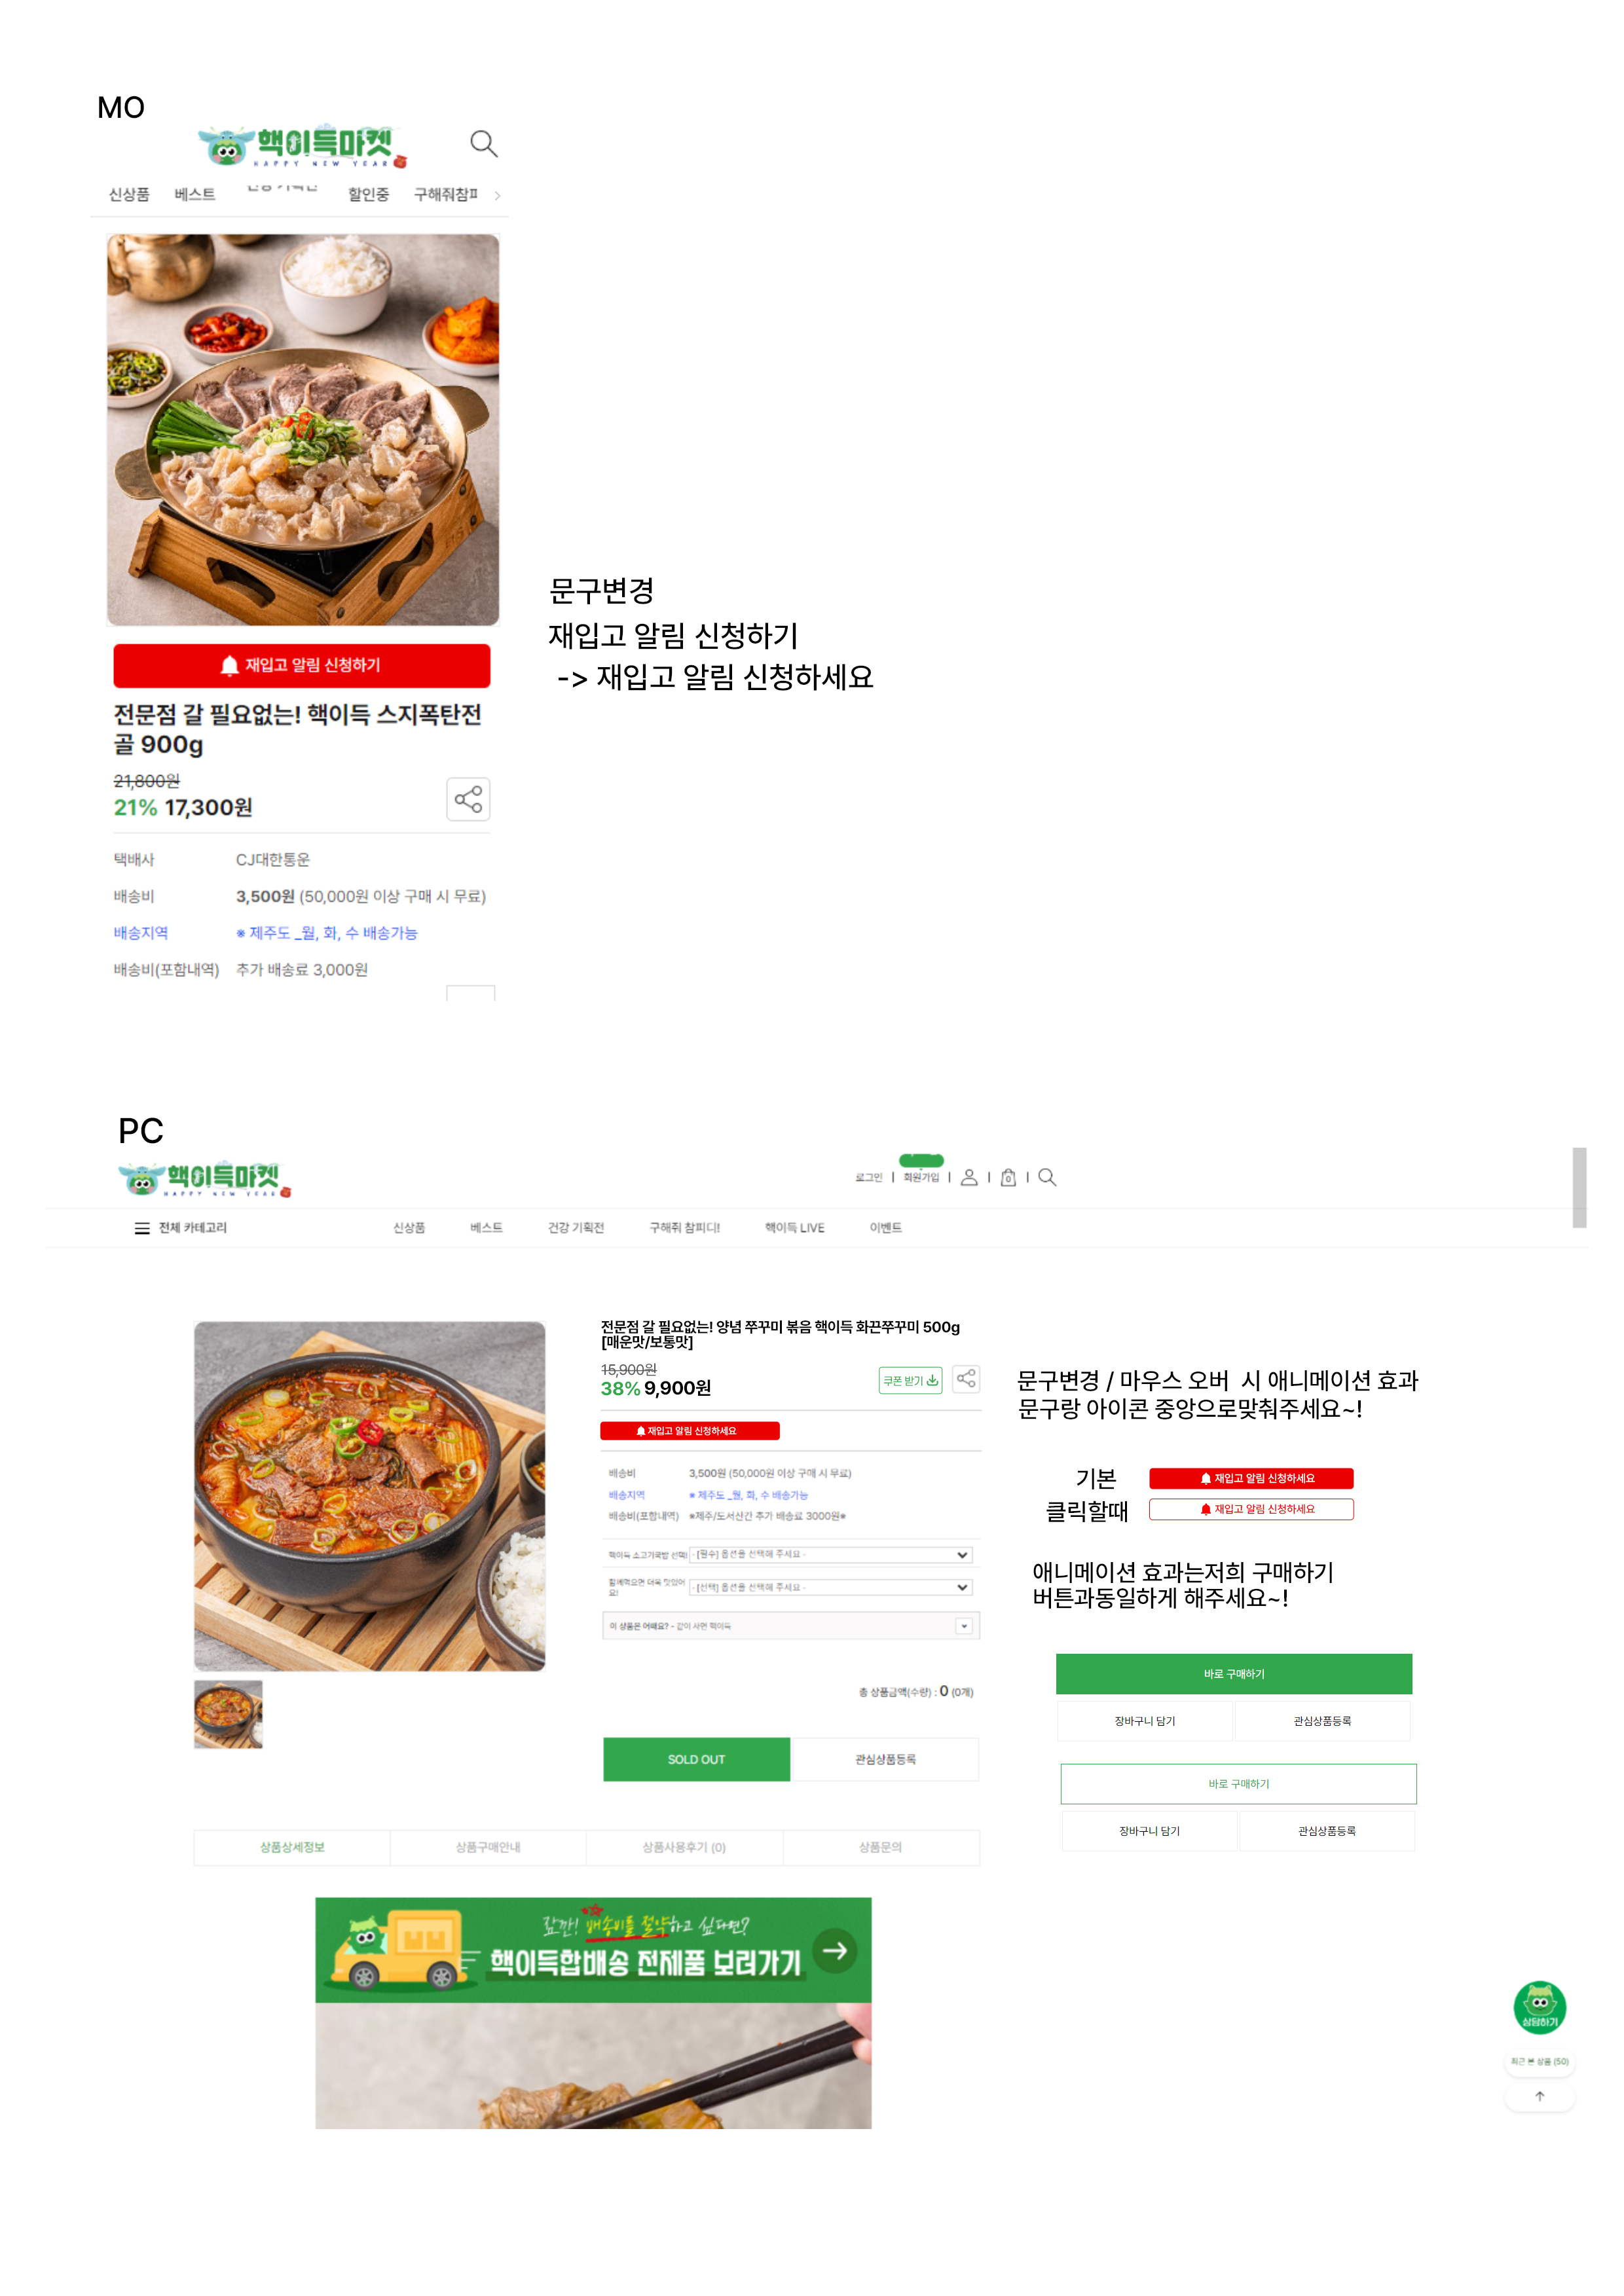 MO
핵이득마켓
HAPPY NEW YEAR
신상품 베스트 할인중 구해줘참ㅍ >
재입고 알림 신청하기
전문점 갈 필요없는! 핵이득 스지폭탄전
골 900g
21,800원
21% 17,300원
택배사 CJ대한통운
배송비 3,500원 (50,000원 이상 구매 시 무료)
배송지역 ※ 제주도 _월, 화, 수 배송가능
배송비(포함내역) 추가 배송료 3,000원
문구변경
재입고 알림 신청하기
-> 재입고 알림 신청하세요
PC
핵이득마켓
HAPPY NEW YEAR
로그인 | 회원가입 | | 0 |
전체 카테고리 신상품 베스트 건강 기획전 구해줘 참피디! 핵이득 LIVE 이벤트
전문점 갈 필요없는! 양념 쭈꾸미 볶음 핵이득 화끈쭈꾸미 500g
[매운맛/보통맛]
15,900원
38% 9,900원
쿠폰 받기
재입고 알림 신청하세요
배송비 3,500원 (50,000원 이상 구매 시 무료)
배송지역 ※ 제주도 _월, 화, 수 배송가능
배송비(포함내역) ※제주/도서산간 추가 배송료 3000원※
핵이득 소고기국밥 선택! - [필수] 옵션을 선택해 주세요 -
함께먹으면 더욱 맛있어
요! - [선택] 옵션을 선택해 주세요 -
이 상품은 어때요? - 같이 사면 핵이득
총 상품금액(수량) : 0 (0개)
SOLD OUT 관심상품등록
상품상세정보 상품구매안내 상품사용후기 (0) 상품문의
잠깐! 배송비를 절약하고 싶다면?
핵이득합배송 전제품 보러가기
문구변경 / 마우스 오버 시 애니메이션 효과
문구랑 아이콘 중앙으로맞춰주세요~!
기본 재입고 알림 신청하세요
클릭할때 재입고 알림 신청하세요
애니메이션 효과는저희 구매하기
버튼과동일하게 해주세요~!
바로 구매하기
장바구니 담기 관심상품등록
바로 구매하기
장바구니 담기 관심상품등록
상담하기
최근 본 상품 (50)